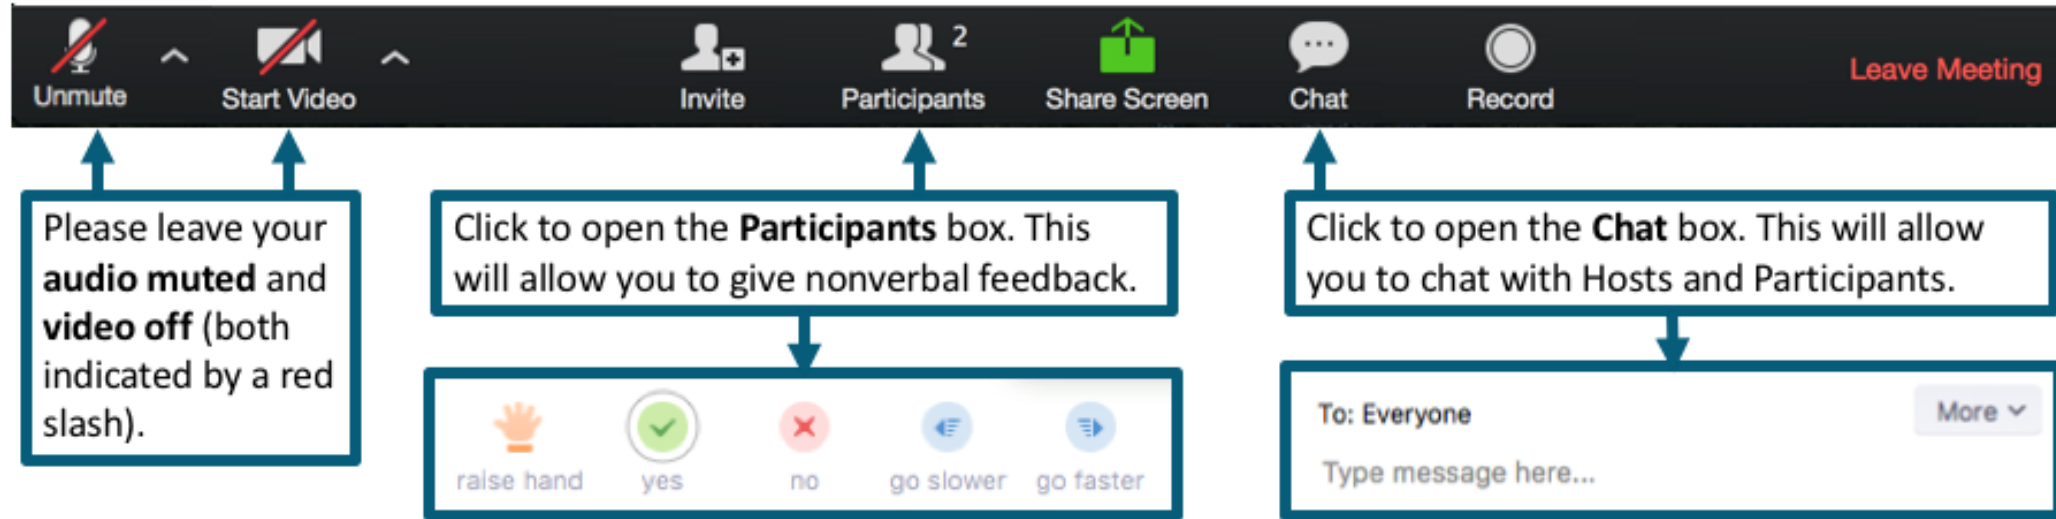 2
Unmute
Start Video
Invite
Participants
Share Screen
Chat
Record
Leave Meeting
Please leave your
audio muted and
video off (both
indicated by a red
slash).
Click to open the Participants box. This
will allow you to give nonverbal feedback.
Click to open the Chat box. This will allow
you to chat with Hosts and Participants.
raise hand
yes
no
go slower
go faster
To: Everyone
More
Type message here...